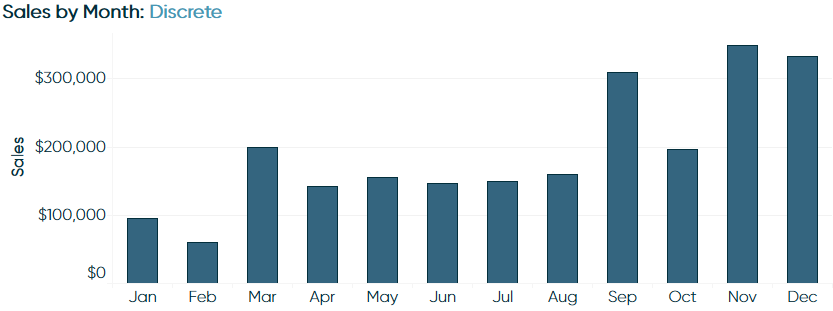 Sales by Month: Discrete
$300,000
$200,000
$100,000
$0
Sales
Jan Feb Mar Apr May Jun Jul Aug Sep Oct Nov Dec